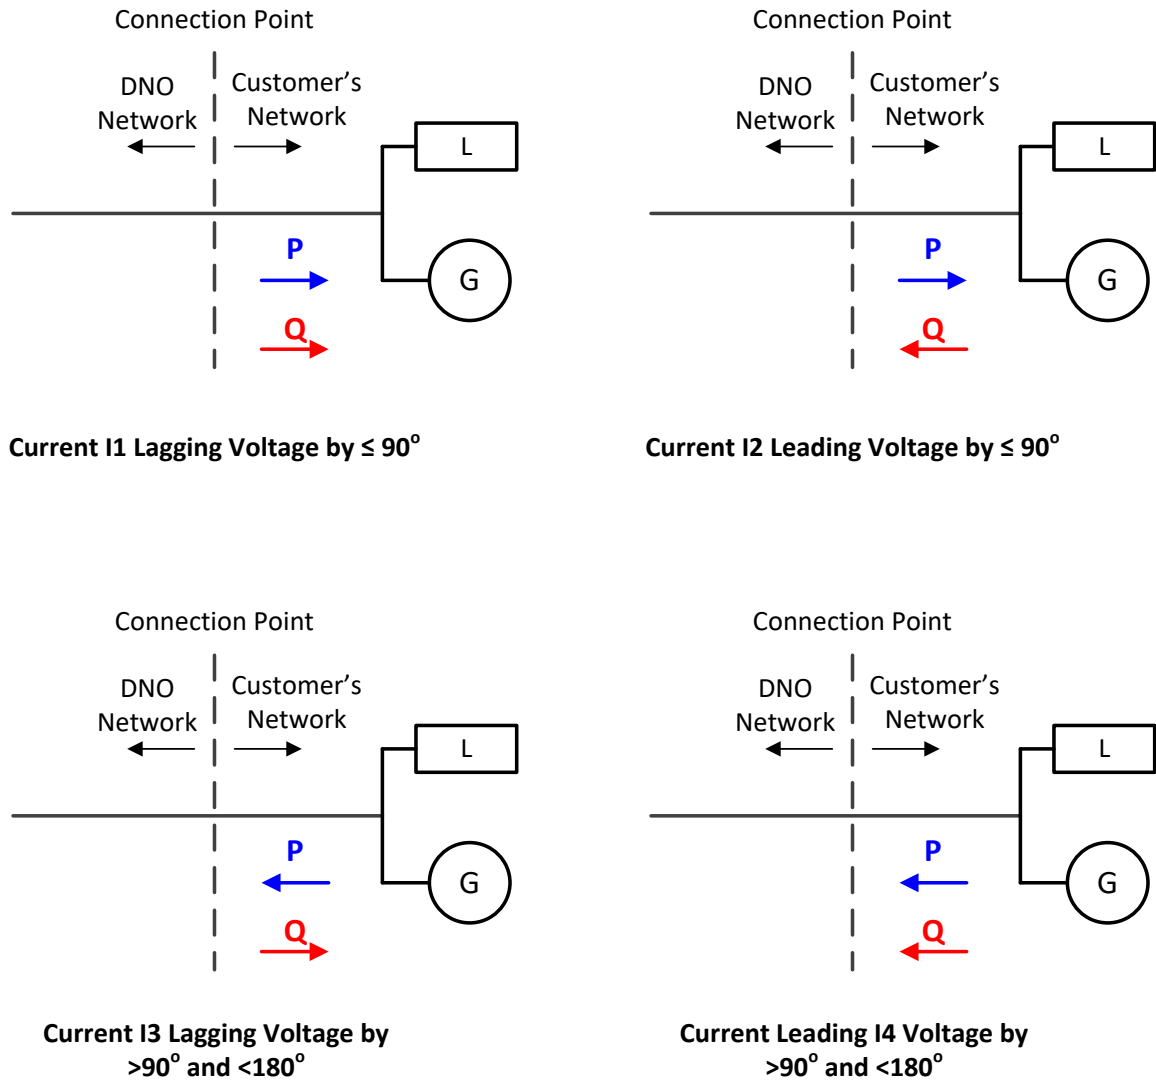 Connection Point
DNO
Network
Customer's
Network
L
P
G
Q
Current I1 Lagging Voltage by ≤ 90°
Connection Point
DNO
Network
Customer's
Network
L
P
G
Q
Current I2 Leading Voltage by ≤ 90°
Connection Point
DNO
Network
Customer's
Network
L
P
G
Q
Current I3 Lagging Voltage by
>90° and <180°
Connection Point
DNO
Network
Customer's
Network
L
P
G
Q
Current Leading I4 Voltage by
>90° and <180°